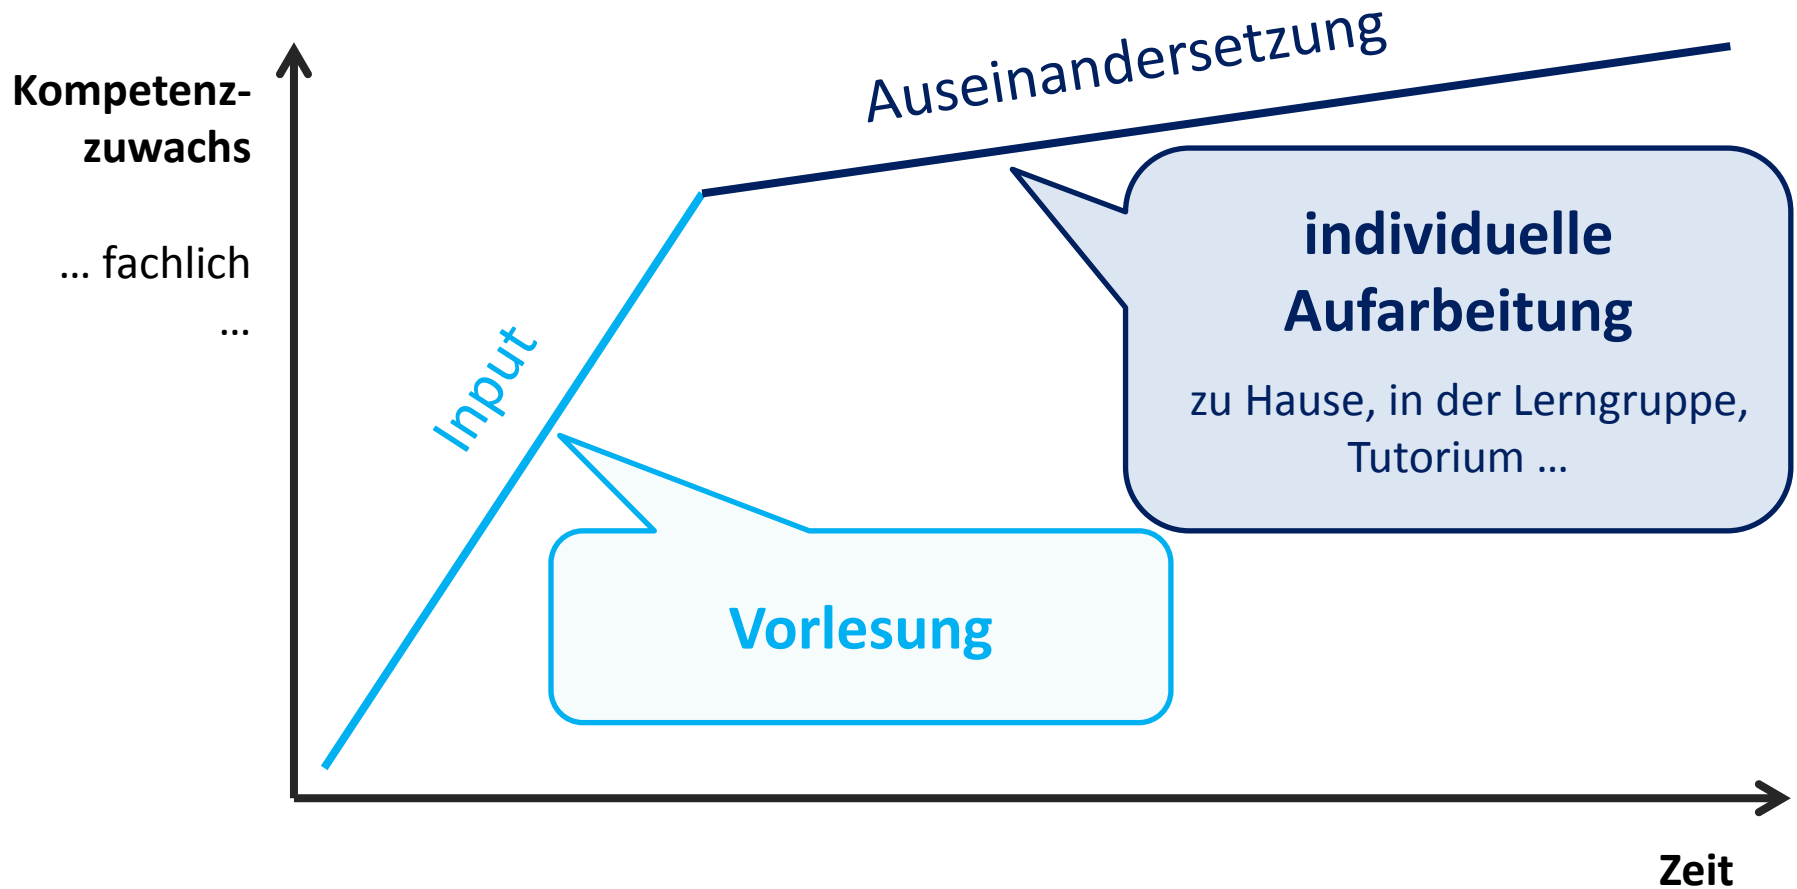 Kompetenz-
zuwachs
... fachlich
...
Input
Auseinandersetzung
individuelle
Aufarbeitung
zu Hause, in der Lerngruppe,
Tutorium ...
Vorlesung
Zeit